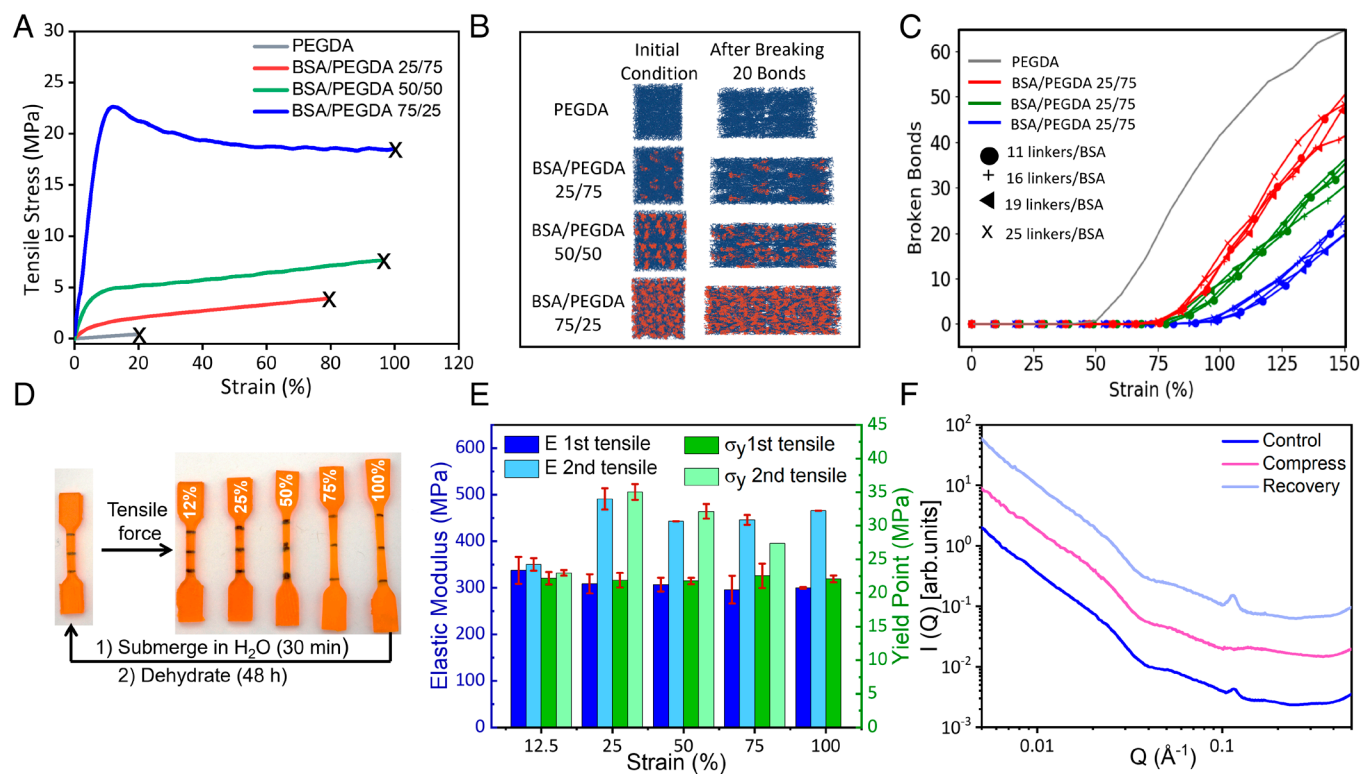 A
30
25
20
15
10
5
0
Tensile Stress (MPa)
PEGDA
BSA/PEGDA 25/75
BSA/PEGDA 50/50
BSA/PEGDA 75/25
X
X
X
X
0 20 40 60 80 100 120
Strain (%)
B
Initial Condition
After Breaking 20 Bonds
PEGDA
BSA/PEGDA
25/75
BSA/PEGDA
50/50
BSA/PEGDA
75/25
C
60
50
40
30
20
10
0
Broken Bonds
PEGDA
BSA/PEGDA 25/75
BSA/PEGDA 25/75
BSA/PEGDA 25/75
11 linkers/BSA
16 linkers/BSA
19 linkers/BSA
25 linkers/BSA
0 25 50 75 100 125 150
Strain (%)
D
Tensile
force
12%
25%
50%
75%
100%
1) Submerge in H₂O (30 min)
2) Dehydrate (48 h)
E
600
500
400
300
200
100
0
Elastic Modulus (MPa)
E 1st tensile
E 2nd tensile
σy 1st tensile
σy 2nd tensile
45
40
35
30
25
20
15
10
5
0
Yield Point (MPa)
12.5 25 50 75 100
Strain (%)
F
10²
10¹
10⁰
10⁻¹
10⁻²
10⁻³
I (Q) [arb.units]
Control
Compress
Recovery
0.01 0.1
Q (Å⁻¹)